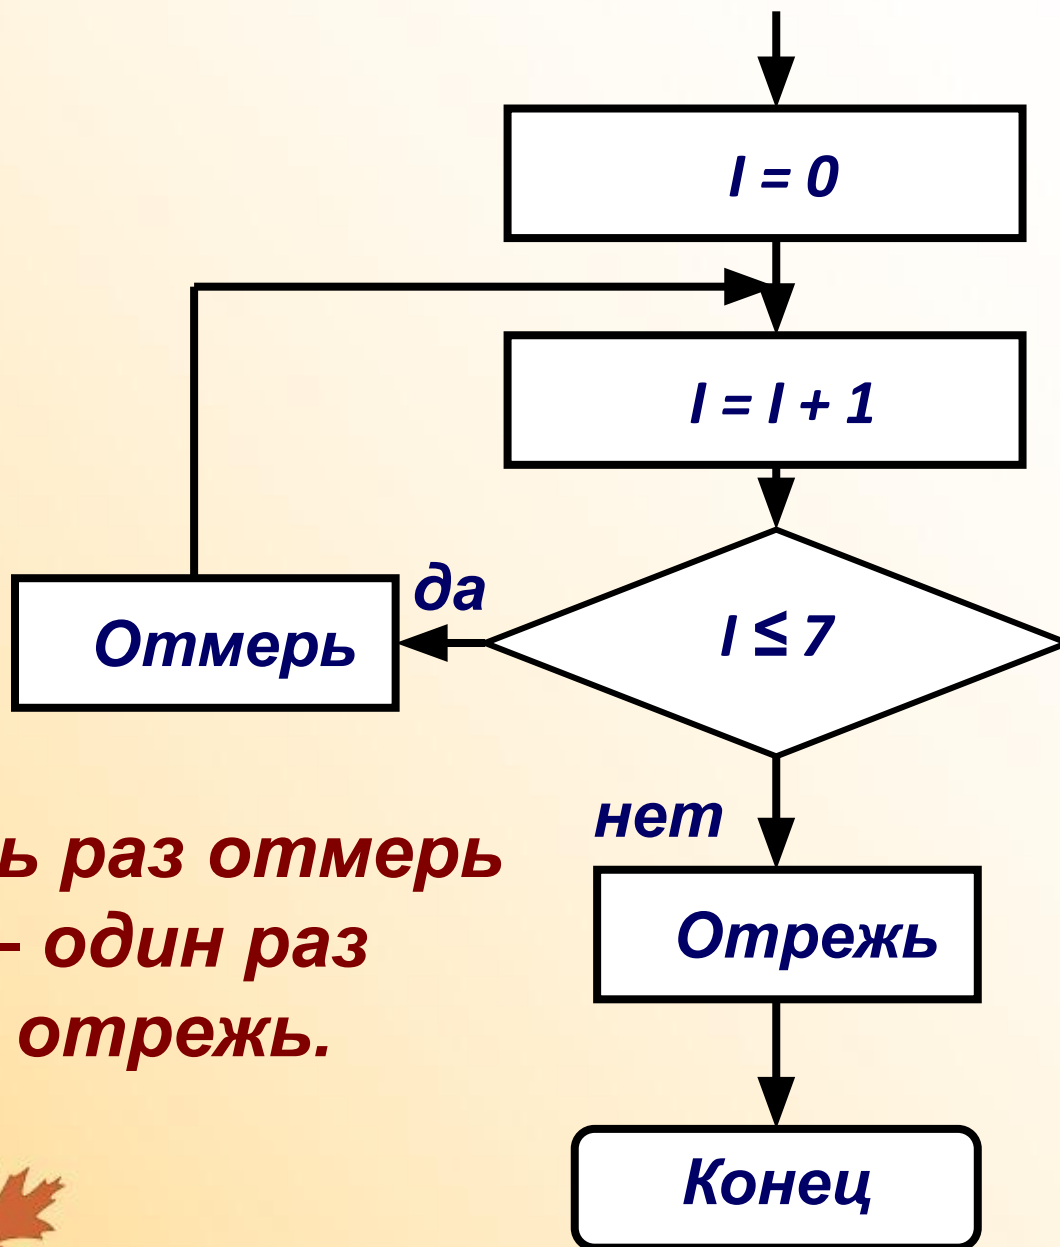 I = 0
I = I + 1
да
I ≤ 7
Отмерь
нет
раз отмерь
– один раз
отрежь.
Отрежь
Конец